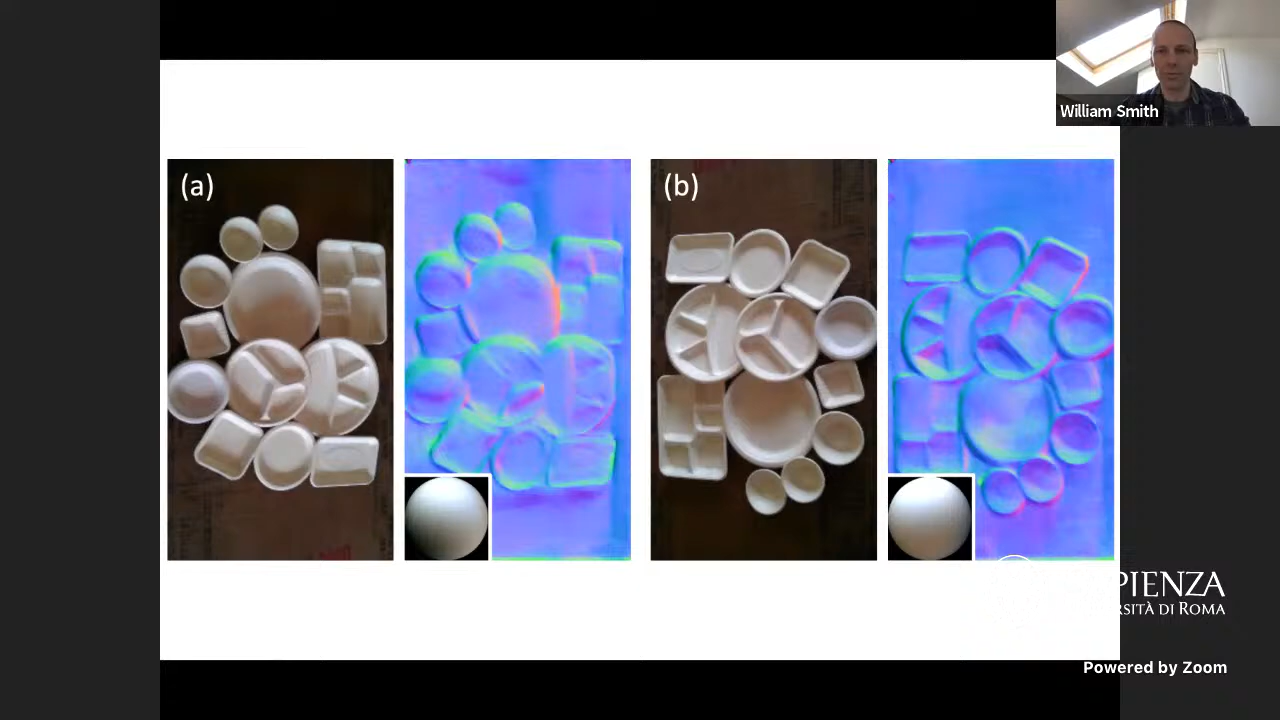 William Smith
(a)
(b)
PIENZA
RSITÀ DI ROMA
Powered by Zoom